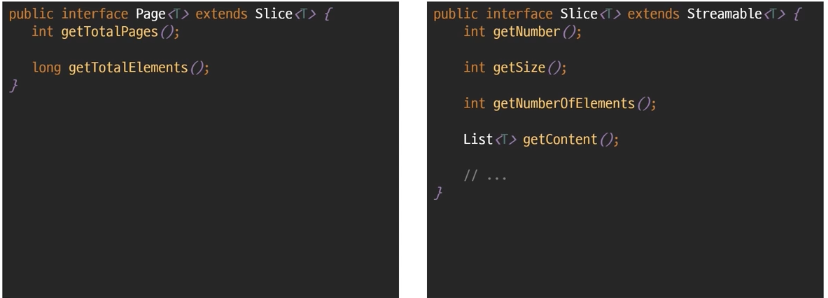 public interface Page<T> extends Slice<T> {
int getTotalPages();
long getTotalElements();
}
public interface Slice<T> extends Streamable<T> {
int getNumber();
int getSize();
int getNumberOfElements();
List<T> getContent();
// ...
}